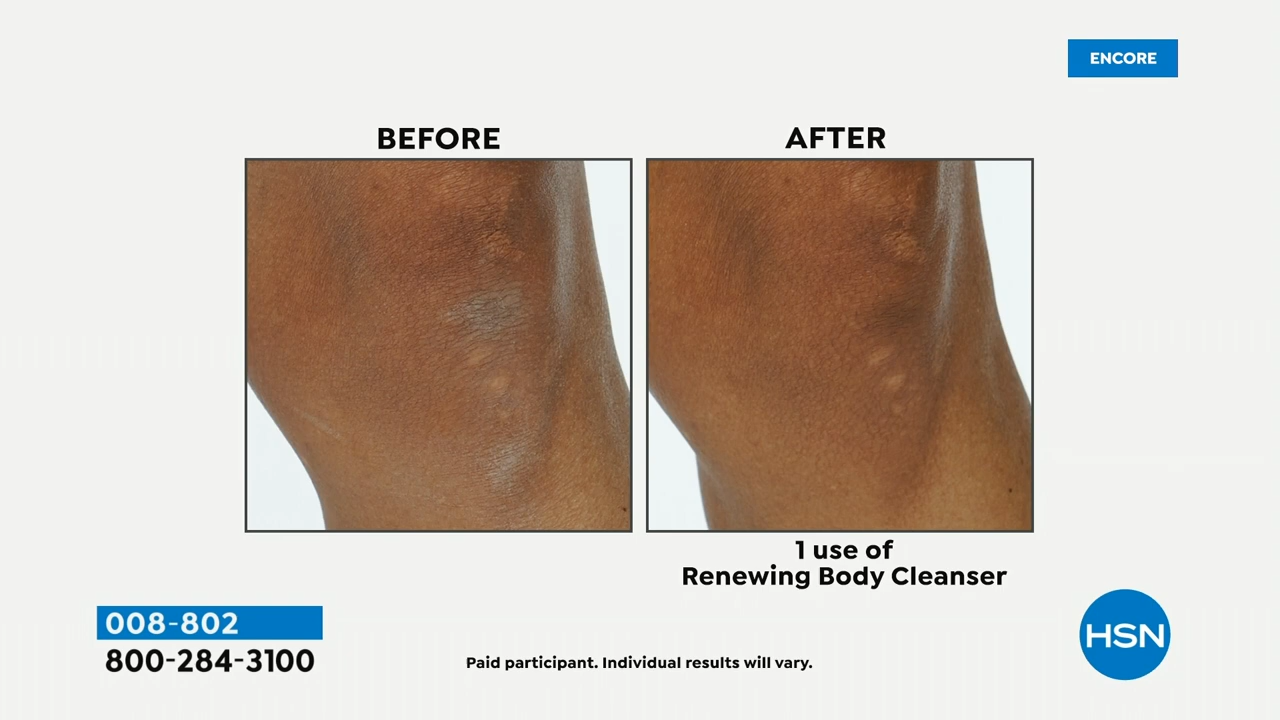 ENCORE
BEFORE
AFTER
1 use of
Renewing Body Cleanser
008-802
800-284-3100
Paid participant. Individual results will vary.
HSN